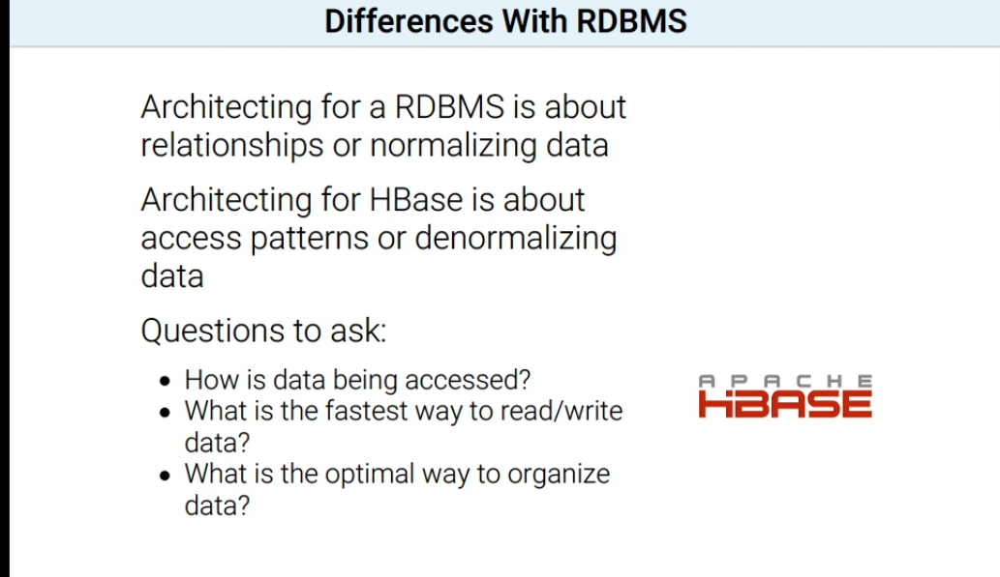 Differences With RDBMS
Architecting for a RDBMS is about
relationships or normalizing data
Architecting for HBase is about
access patterns or denormalizing
data
Questions to ask:
• How is data being accessed?
• What is the fastest way to read/write
data?
• What is the optimal way to organize
data?
APACHE
HBASE